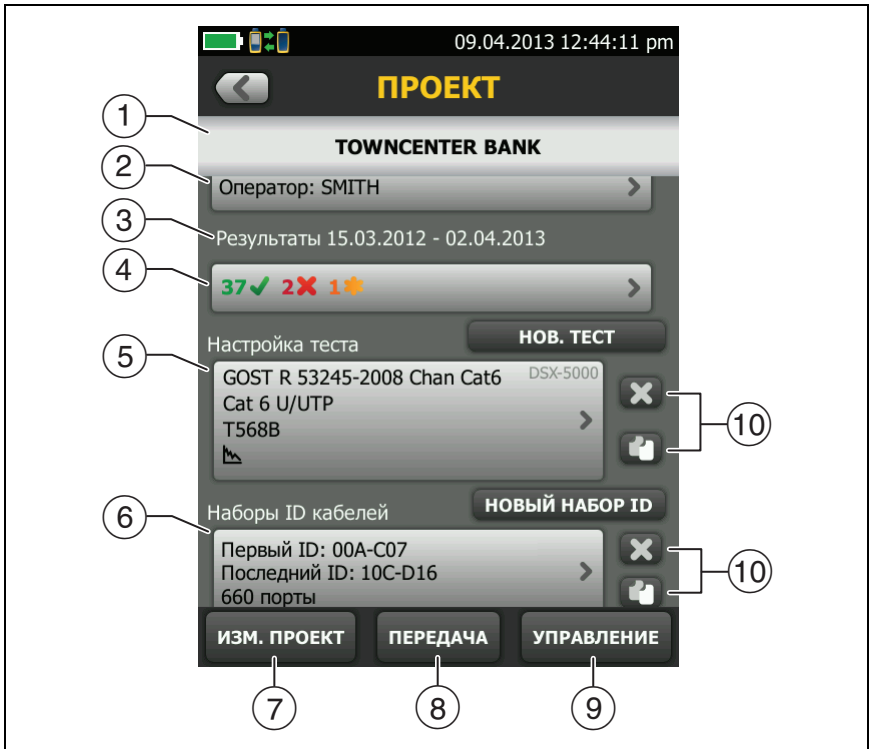 09.04.2013 12:44:11 pm
ПРОЕКТ
1
TOWNCENTER BANK
2
Оператор: SMITH
3
Результаты 15.03.2012 - 02.04.2013
4
37 2 1
НОВ. ТЕСТ
Настройка теста
5
GOST R 53245-2008 Chan Cat6 DSX-5000
Cat 6 U/UTP
T568B
10
НОВЫЙ НАБОР ID
Наборы ID кабелей
6
Первый ID: 00A-C07
Последний ID: 10C-D16
660 порты
10
ИЗМ. ПРОЕКТ ПЕРЕДАЧА УПРАВЛЕНИЕ
7 8 9